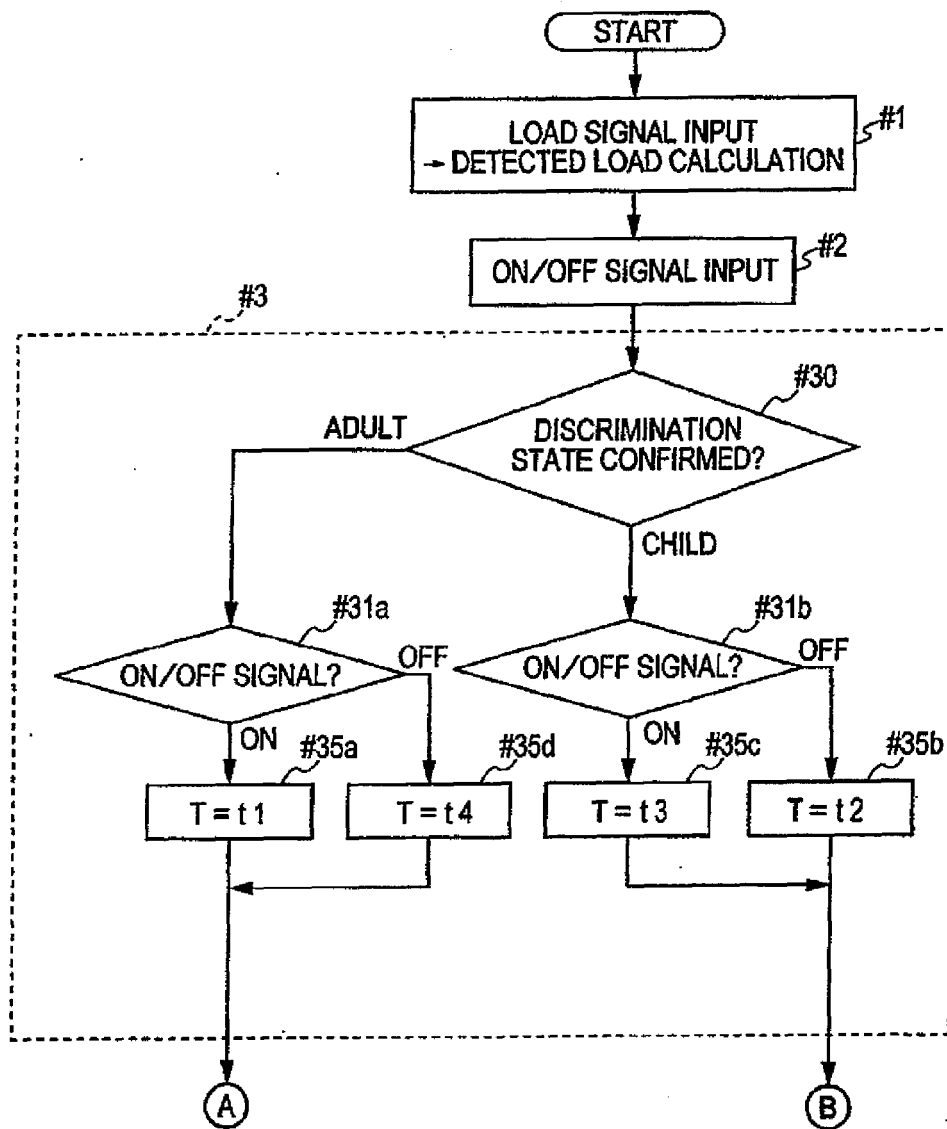 START
LOAD SIGNAL INPUT
→ DETECTED LOAD CALCULATION
#1
ON/OFF SIGNAL INPUT
#2
#3
#30
DISCRIMINATION
STATE CONFIRMED?
ADULT
CHILD
#31a
ON/OFF SIGNAL?
OFF
ON
#31b
ON/OFF SIGNAL?
OFF
ON
#35a
T = t1
#35d
T = t4
#35c
T = t3
#35b
T = t2
A
B